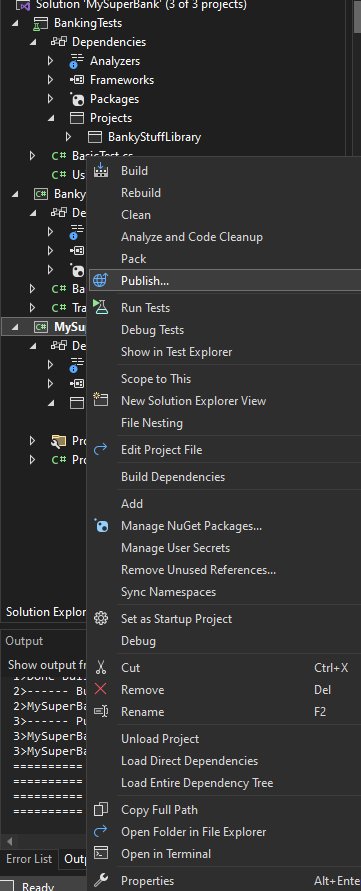 Solution 'MySuperBank' (3 of 3 projects)
BankingTests
Dependencies
Analyzers
Frameworks
Packages
Projects
BankyStuffLibrary
C# BasicTest.cs
C# Us
Build
Rebuild
Clean
Analyze and Code Cleanup
Pack
Publish...
Run Tests
Debug Tests
Show in Test Explorer
Scope to This
New Solution Explorer View
File Nesting
Edit Project File
Build Dependencies
Add
Manage NuGet Packages...
Manage User Secrets
Remove Unused References...
Sync Namespaces
Set as Startup Project
Debug
Cut Ctrl+X
Remove Del
Rename F2
Unload Project
Load Direct Dependencies
Load Entire Dependency Tree
Copy Full Path
Open Folder in File Explorer
Open in Terminal
Properties Alt+Ente
C# Banky
De
C# Ba
C# Tra
C# MySupe
De
Pro
C# Pro
Solution Explor
Output
Show output fr
2>------ Bu
2>MySuperBa
3>------ Pu
3>MySuperBa
3>MySuperBa
==========
==========
==========
==========
Error List Outp
Ready